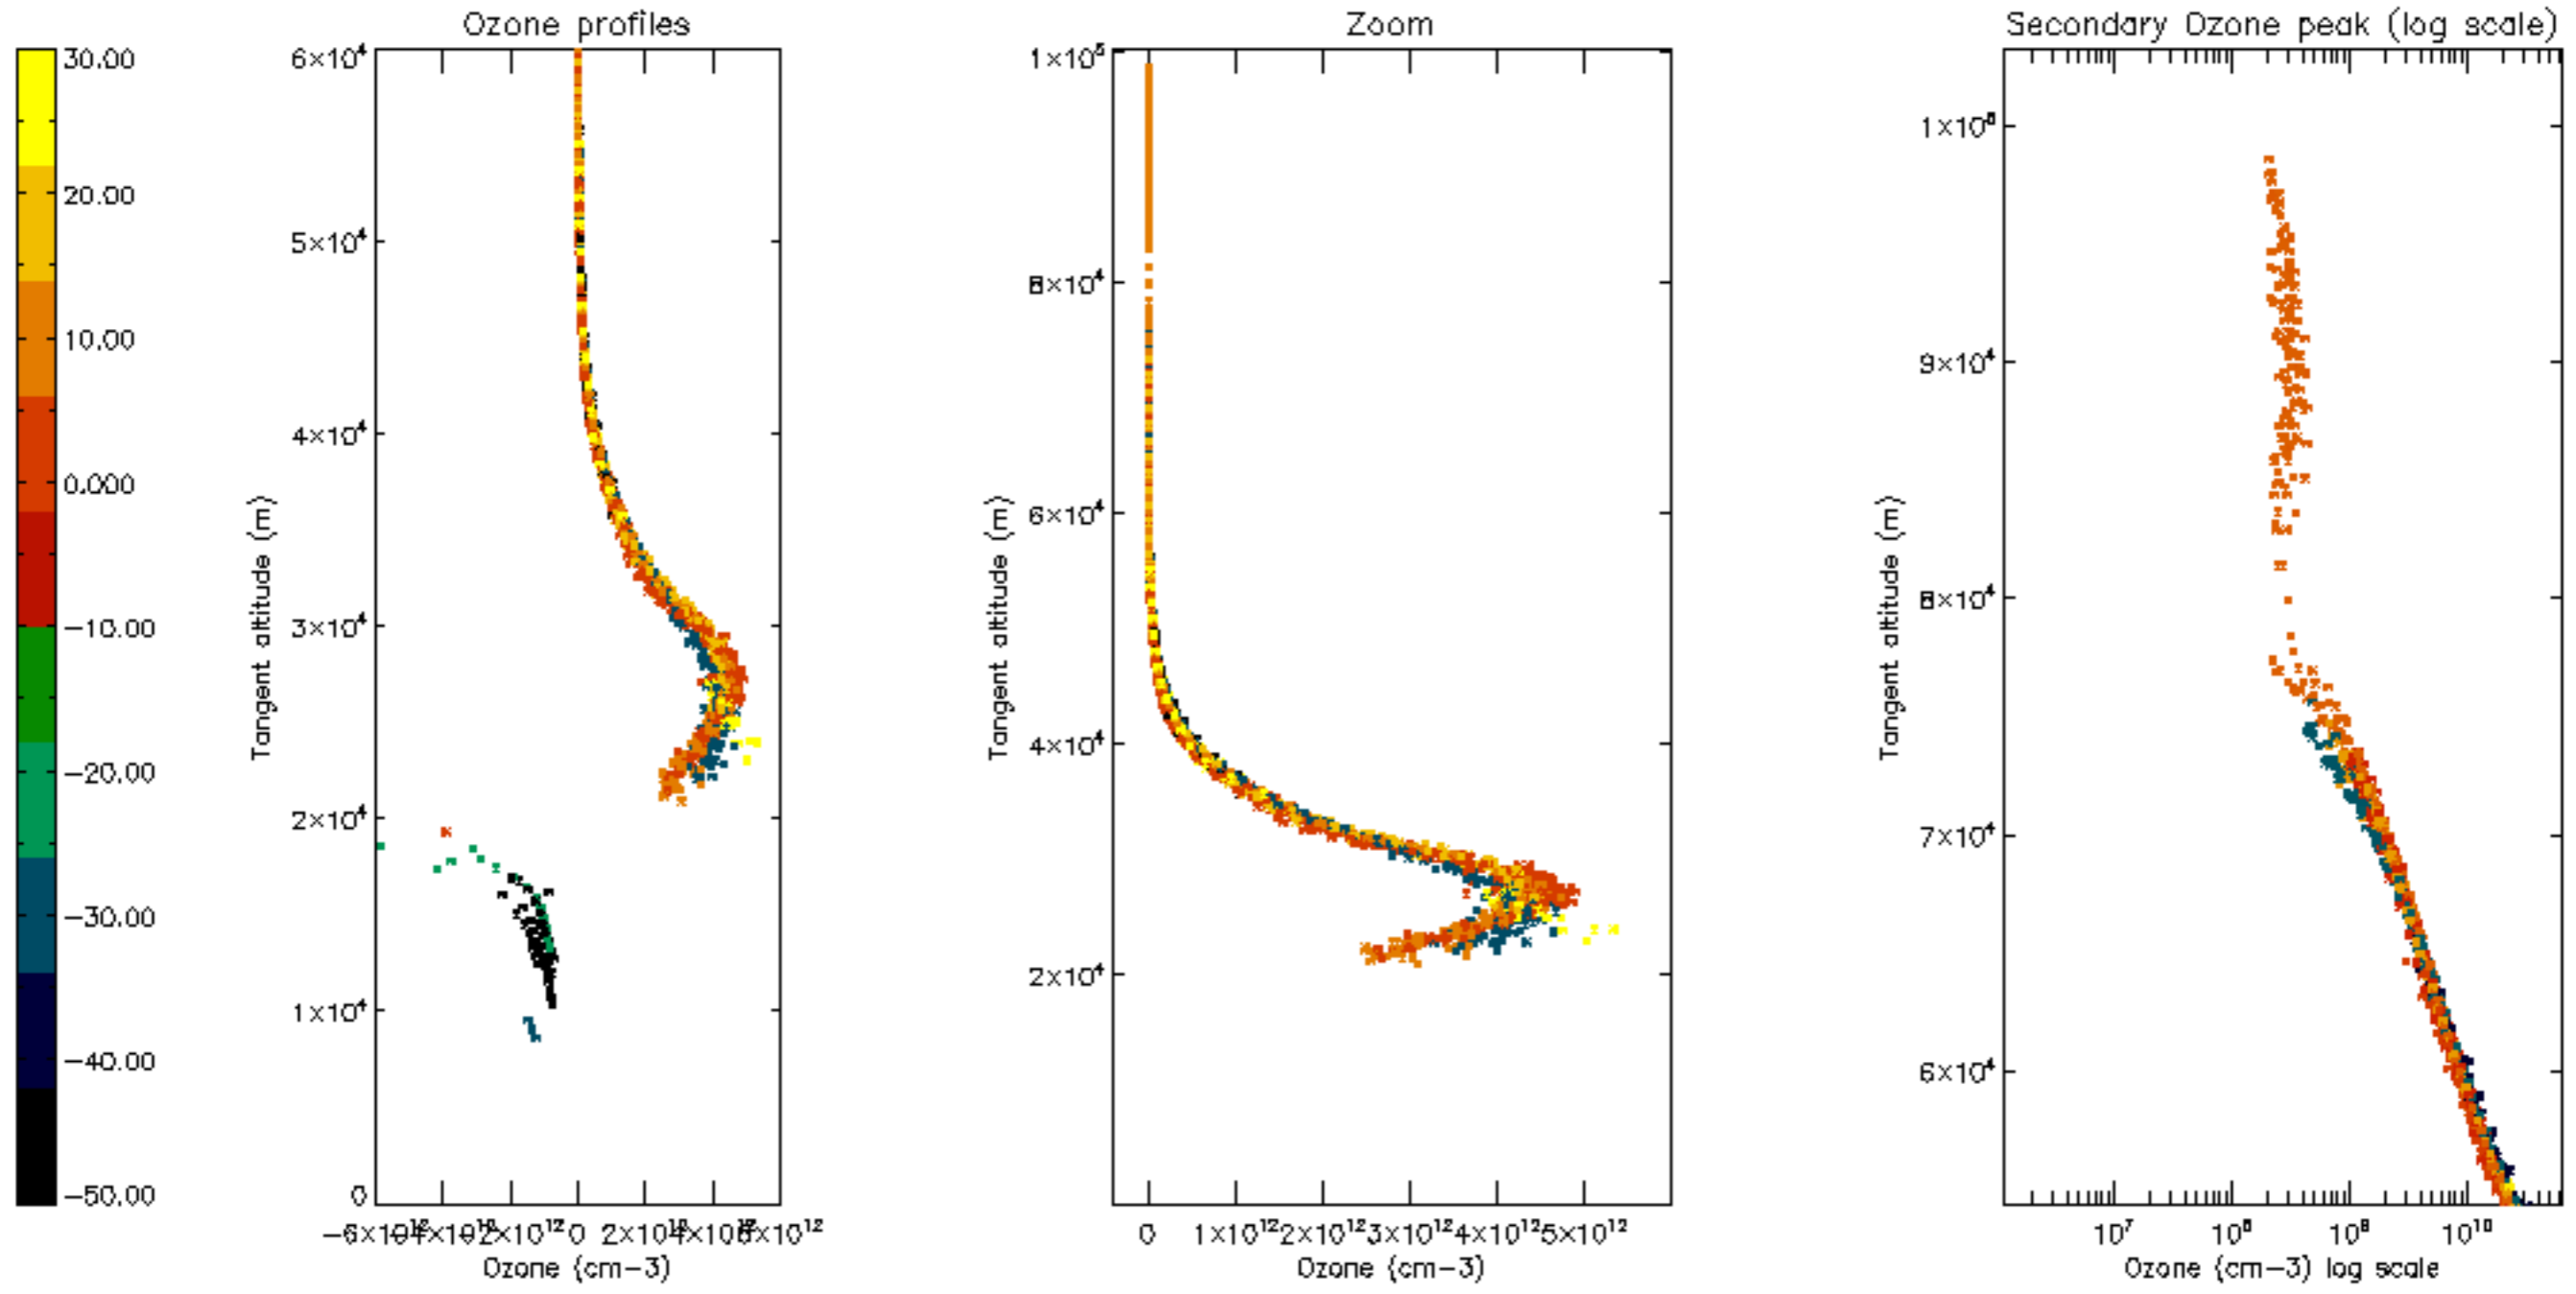 Ozone profiles
Zoom
Secondary Ozone peak (log scale)
30.00
20.00
10.00
0.000
−10.00
−20.00
−30.00
−40.00
−50.00
6×10⁴
5×10⁴
4×10⁴
3×10⁴
2×10⁴
1×10⁴
0
Tangent altitude (m)
0
6×10¹²
Ozone (cm−3)
1×10⁵
8×10⁴
6×10⁴
4×10⁴
2×10⁴
Tangent altitude (m)
0 1×10¹² 2×10¹² 3×10¹² 4×10¹² 5×10¹²
Ozone (cm−3)
1×10⁵
9×10⁴
8×10⁴
7×10⁴
6×10⁴
Tangent altitude (m)
10⁷ 10⁸ 10⁹ 10¹⁰
Ozone (cm−3) log scale